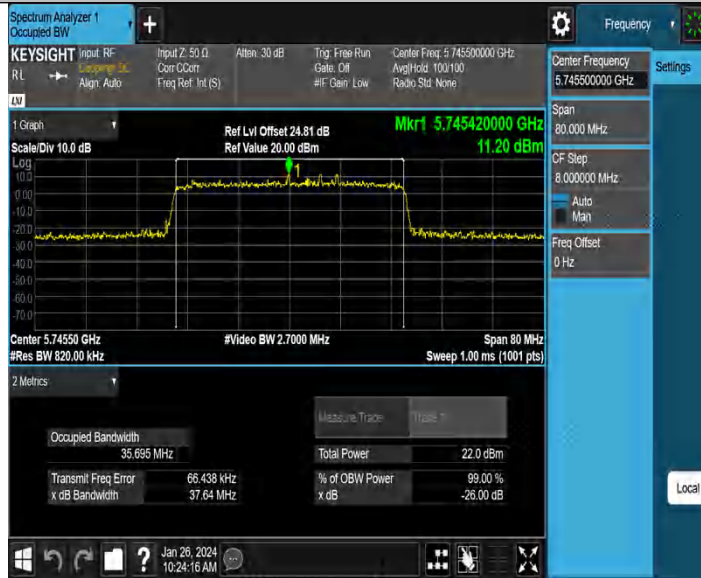 Spectrum Analyzer 1
Occupied BW
Frequency
KEYSIGHT Input: RF
R L
Coupling: DC
Align: Auto
Input Z: 50 Ω
Corr CCorr
Freq Ref: Int (S)
Atten: 30 dB
Trig: Free Run
Gate: Off
#IF Gain: Low
Center Freq: 5.745500000 GHz
Avg|Hold: 100/100
Radio Std: None
Center Frequency
5.745500000 GHz
Settings
Span
80.000 MHz
CF Step
8.000000 MHz
Auto
Man
Freq Offset
0 Hz
Local
1 Graph
Scale/Div 10.0 dB
Ref Lvl Offset 24.81 dB
Ref Value 20.00 dBm
Mkr1 5.745420000 GHz
11.20 dBm
Log
10.0
0.00
-10.0
-20.0
-30.0
-40.0
-50.0
-60.0
-70.0
1
Center 5.74550 GHz
#Video BW 2.7000 MHz
Span 80 MHz
#Res BW 820.00 kHz
Sweep 1.00 ms (1001 pts)
2 Metrics
Measure Trace
Trace 1
Occupied Bandwidth
35.695 MHz
Total Power
22.0 dBm
Transmit Freq Error
66.438 kHz
% of OBW Power
99.00 %
x dB Bandwidth
37.64 MHz
x dB
-26.00 dB
Jan 26, 2024
10:24:16 AM